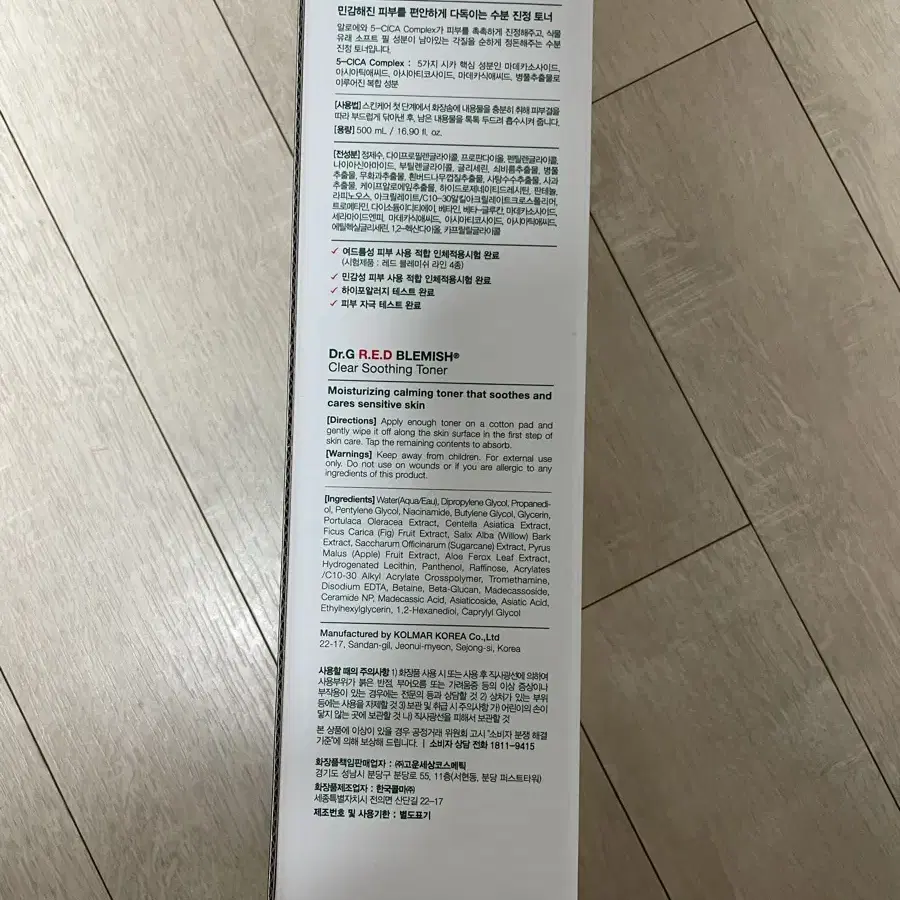 민감해진 피부를 편안하게 다독이는 수분 진정 토너
알로에와 5-CICA Complex가 피부를 촉촉하게 진정해주고, 식물
유래 소프트 필 성분이 남아있는 각질을 순하게 정돈해주는 수분
진정 토너입니다.
5-CICA Complex : 5가지 시카 핵심 성분인 마데카소사이드,
아시아틱애씨드, 아시아티코사이드, 마데카식애씨드, 병풀추출물로
이루어진 복합 성분
[사용법] 스킨케어 첫 단계에서 화장솜에 내용물을 충분히 취해 피부결을
따라 부드럽게 닦아낸 후, 남은 내용물을 톡톡 두드려 흡수시켜 줍니다.
[용량] 500 mL / 16.90 fl. oz.
[전성분] 정제수, 다이프로필렌글라이콜, 프로판다이올, 펜틸렌글라이콜,
나이아신아마이드, 부틸렌글라이콜, 글리세린, 쇠비름추출물, 병풀
추출물, 무화과추출물, 흰버드나무껍질추출물, 사탕수수추출물, 사과
추출물, 케이프알로에잎추출물, 하이드로제네이티드레시틴, 판테놀,
라피노오스, 아크릴레이트/C10-30알킬아크릴레이트크로스폴리머,
트로메타민, 다이소듐이디티에이, 베타인, 베타-글루칸, 마데카소사이드,
세라마이드엔피, 마데카식애씨드, 아시아티코사이드, 아시아틱애씨드,
에틸헥실글리세린, 1,2-헥산다이올, 카프릴릴글라이콜
✓ 여드름성 피부 사용 적합 인체적용시험 완료
(시험제품 : 레드 블레미쉬 라인 4종)
✓ 민감성 피부 사용 적합 인체적용시험 완료
✓ 하이포알러지 테스트 완료
✓ 피부 자극 테스트 완료
Dr.G R.E.D BLEMISH®
Clear Soothing Toner
Moisturizing calming toner that soothes and
cares sensitive skin
[Directions] Apply enough toner on a cotton pad and
gently wipe it off along the skin surface in the first step of
skin care. Tap the remaining contents to absorb.
[Warnings] Keep away from children. For external use
only. Do not use on wounds or if you are allergic to any
ingredients of this product.
[Ingredients] Water(Aqua/Eau), Dipropylene Glycol, Propanedi-
ol, Pentylene Glycol, Niacinamide, Butylene Glycol, Glycerin,
Portulaca Oleracea Extract, Centella Asiatica Extract,
Ficus Carica (Fig) Fruit Extract, Salix Alba (Willow) Bark
Extract, Saccharum Officinarum (Sugarcane) Extract, Pyrus
Malus (Apple) Fruit Extract, Aloe Ferox Leaf Extract,
Hydrogenated Lecithin, Panthenol, Raffinose, Acrylates
/C10-30 Alkyl Acrylate Crosspolymer, Tromethamine,
Disodium EDTA, Betaine, Beta-Glucan, Madecassoside,
Ceramide NP, Madecassic Acid, Asiaticoside, Asiatic Acid,
Ethylhexylglycerin, 1,2-Hexanediol, Caprylyl Glycol
Manufactured by KOLMAR KOREA Co.,Ltd
22-17, Sandan-gil, Jeonui-myeon, Sejong-si, Korea
사용할 때의 주의사항 1) 화장품 사용 시 또는 사용 후 직사광선에 의하여
사용부위가 붉은 반점, 부어오름 또는 가려움증 등의 이상 증상이나
부작용이 있는 경우에는 전문의 등과 상담할 것 2) 상처가 있는 부위
등에는 사용을 자제할 것 3) 보관 및 취급 시 주의사항 가) 어린이의 손이
닿지 않는 곳에 보관할 것 나) 직사광선을 피해서 보관할 것
본 상품에 이상이 있을 경우 공정거래 위원회 고시 "소비자 분쟁 해결
기준"에 의해 보상해 드립니다. | 소비자 상담 전화 1811-9415
화장품책임판매업자 : ㈜고운세상코스메틱
경기도 성남시 분당구 분당로 55, 11층(서현동, 분당 퍼스트타워)
화장품제조업자 : 한국콜마㈜
세종특별자치시 전의면 산단길 22-17
제조번호 및 사용기한 : 별도표기